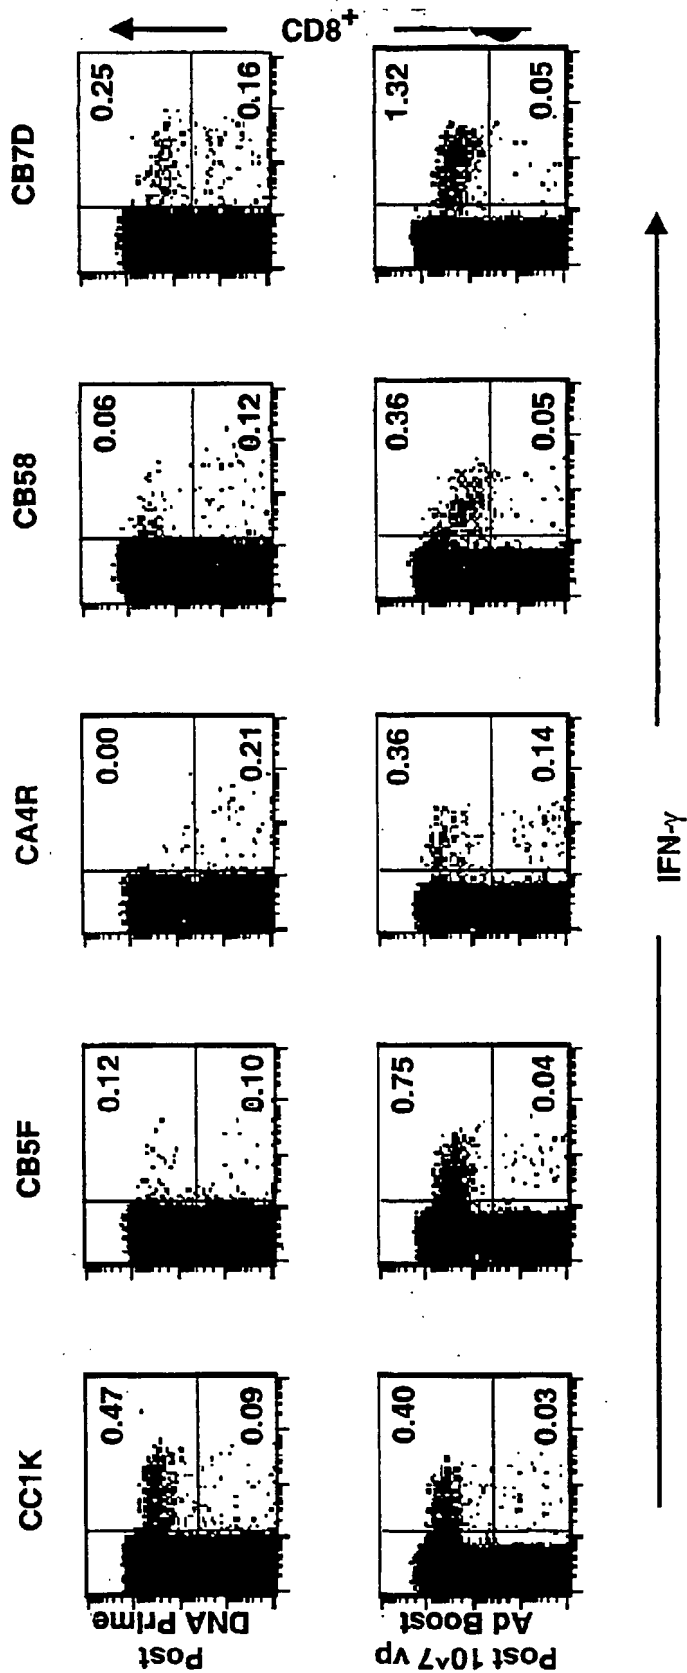 CC1K
CB5F
CA4R
CB58
CB7D
Post
DNA Prime
0.47
0.09
0.12
0.10
0.00
0.21
0.06
0.12
0.25
0.16
CD8+
Post 10^7 vp
Ad Boost
0.40
0.03
0.75
0.04
0.36
0.14
0.36
0.05
1.32
0.05
IFN-γ